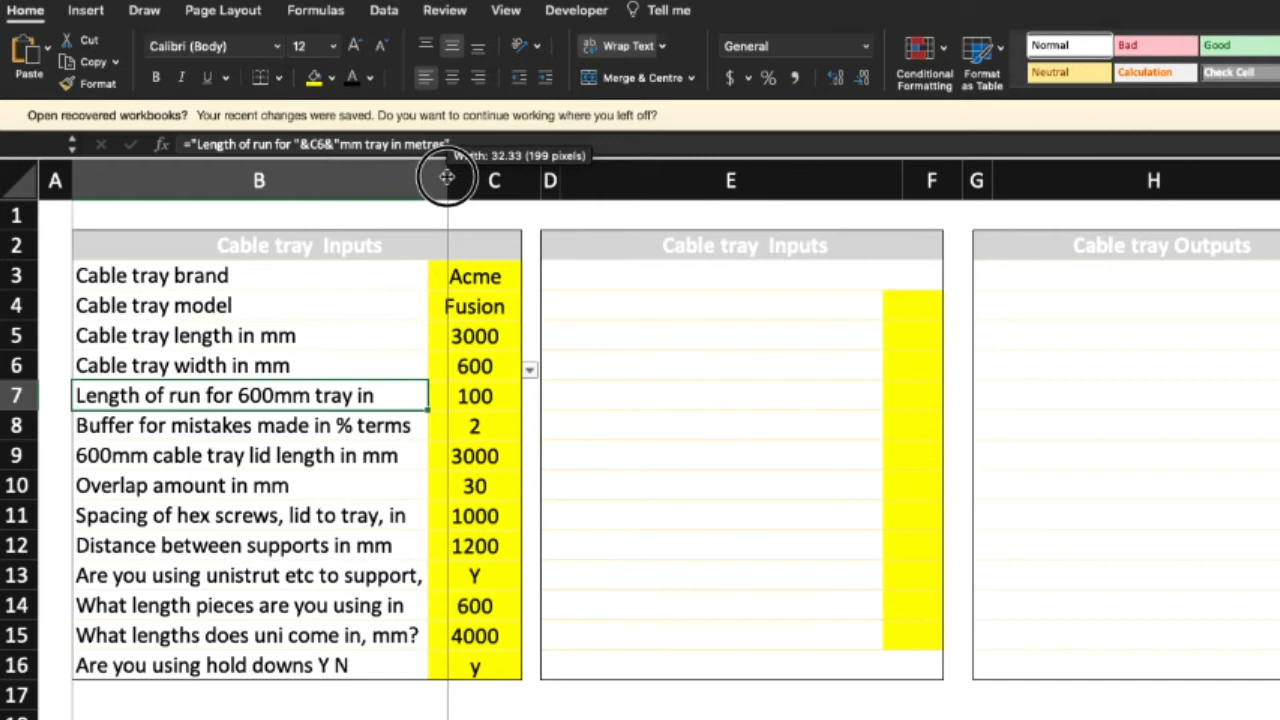 Home Insert Draw Page Layout Formulas Data Review View Developer Tell me
Paste
Cut
Copy
Format
Calibri (Body) 12 A A
B I U A
ab Wrap Text
Merge & Centre
General
$ % ,
Conditional Formatting
Format as Table
Normal Bad Good
Neutral Calculation Check Cell
Open recovered workbooks? Your recent changes were saved. Do you want to continue working where you left off?
fx ="Length of run for "&C6&"mm tray in metres"
Width: 32.33 (199 pixels)
A B C D E F G H
1
2 Cable tray Inputs Cable tray Inputs Cable tray Outputs
3 Cable tray brand Acme
4 Cable tray model Fusion
5 Cable tray length in mm 3000
6 Cable tray width in mm 600
7 Length of run for 600mm tray in 100
8 Buffer for mistakes made in % terms 2
9 600mm cable tray lid length in mm 3000
10 Overlap amount in mm 30
11 Spacing of hex screws, lid to tray, in 1000
12 Distance between supports in mm 1200
13 Are you using unistrut etc to support, Y
14 What length pieces are you using in 600
15 What lengths does uni come in, mm? 4000
16 Are you using hold downs Y N y
17